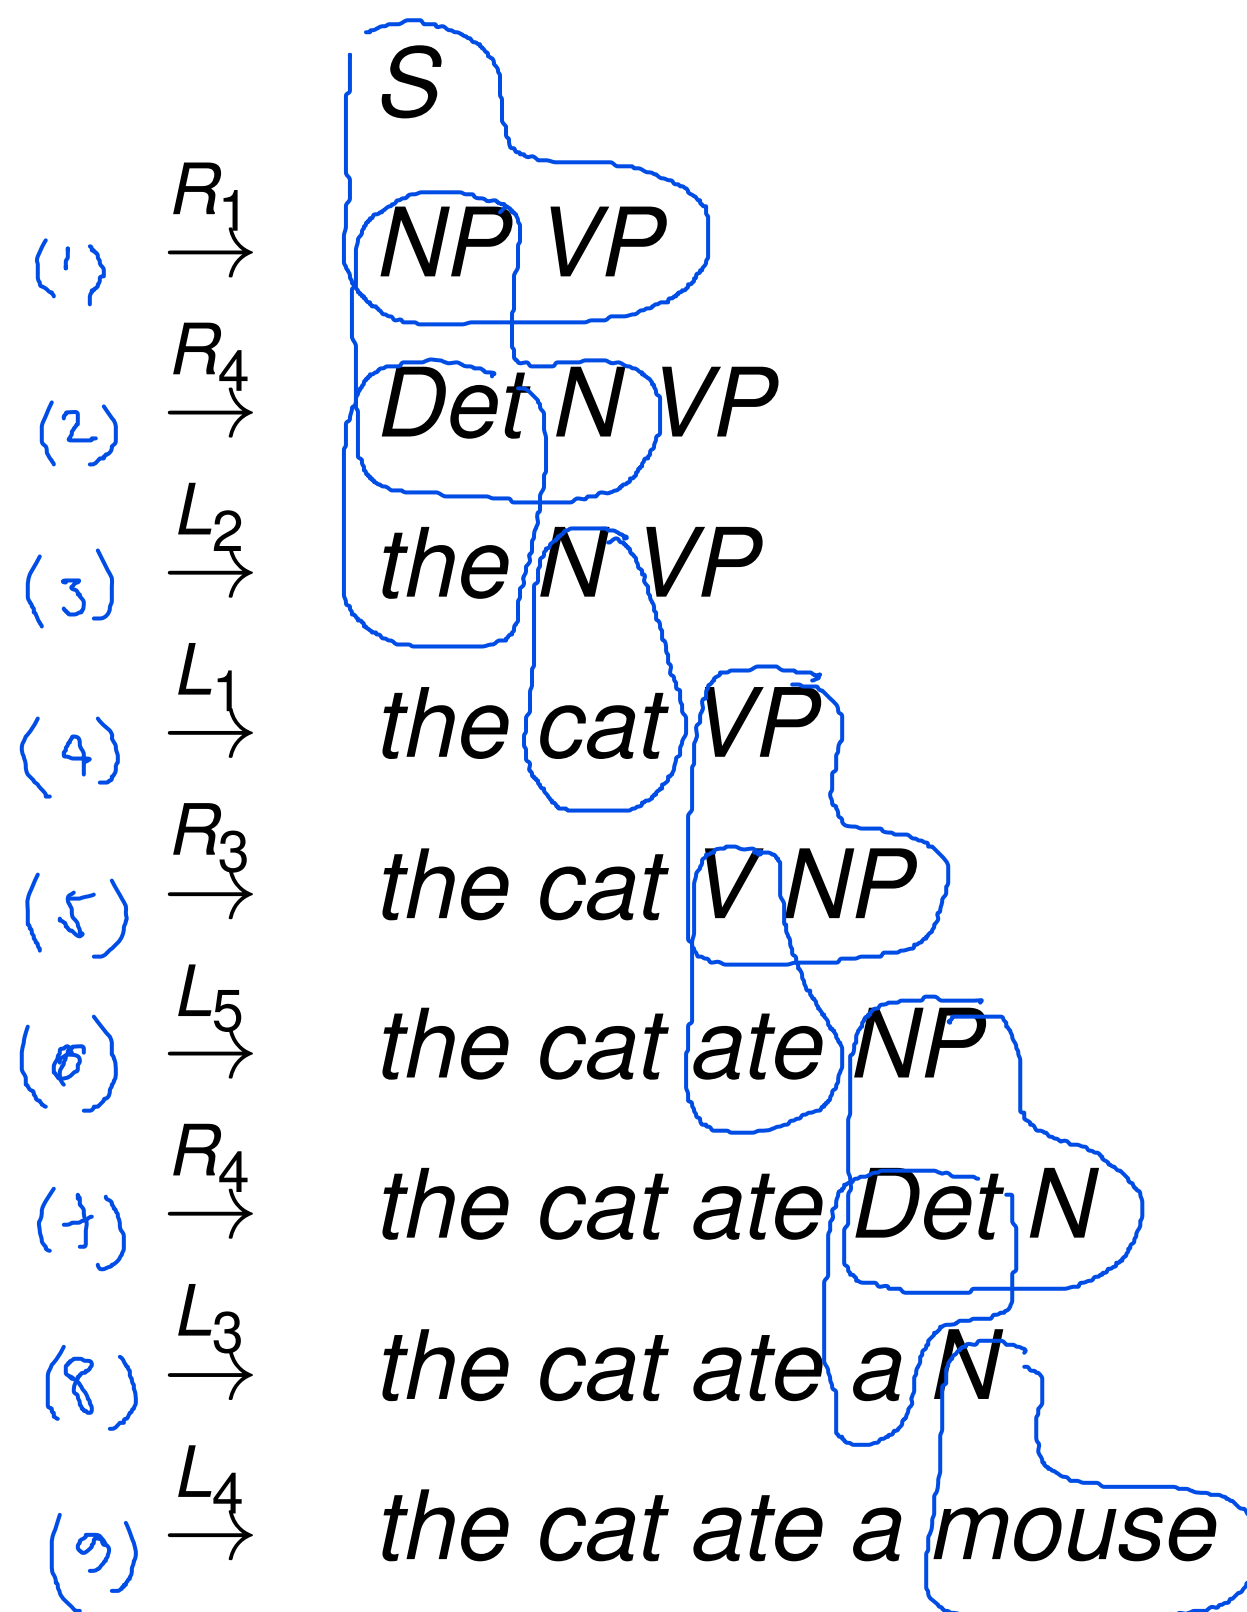 S
(1) R1 → NP VP
(2) R4 → Det N VP
(3) L2 → the N VP
(4) L1 → the cat VP
(5) R3 → the cat V NP
(6) L5 → the cat ate NP
(7) R4 → the cat ate Det N
(8) L3 → the cat ate a N
(9) L4 → the cat ate a mouse